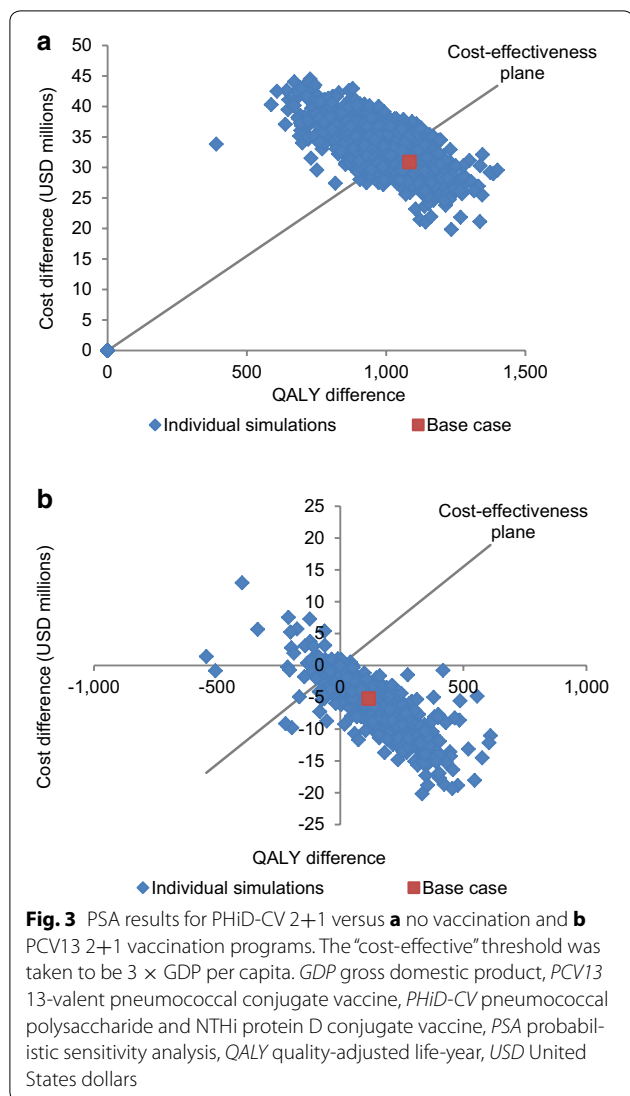 a
50
45
40
35
30
25
20
15
10
5
0
Cost difference (USD millions)
Cost-effectiveness
plane
0
500
1,000
1,500
QALY difference
Individual simulations
Base case
b
25
20
15
10
5
0
-5
-10
-15
-20
-25
Cost difference (USD millions)
Cost-effectiveness
plane
-1,000
-500
0
500
1,000
QALY difference
Individual simulations
Base case
Fig. 3 PSA results for PHiD-CV 2+1 versus a no vaccination and b
PCV13 2+1 vaccination programs. The “cost-effective” threshold was
taken to be 3 × GDP per capita. GDP gross domestic product, PCV13
13-valent pneumococcal conjugate vaccine, PHiD-CV pneumococcal
polysaccharide and NTHi protein D conjugate vaccine, PSA probabil-
istic sensitivity analysis, QALY quality-adjusted life-year, USD United
States dollars